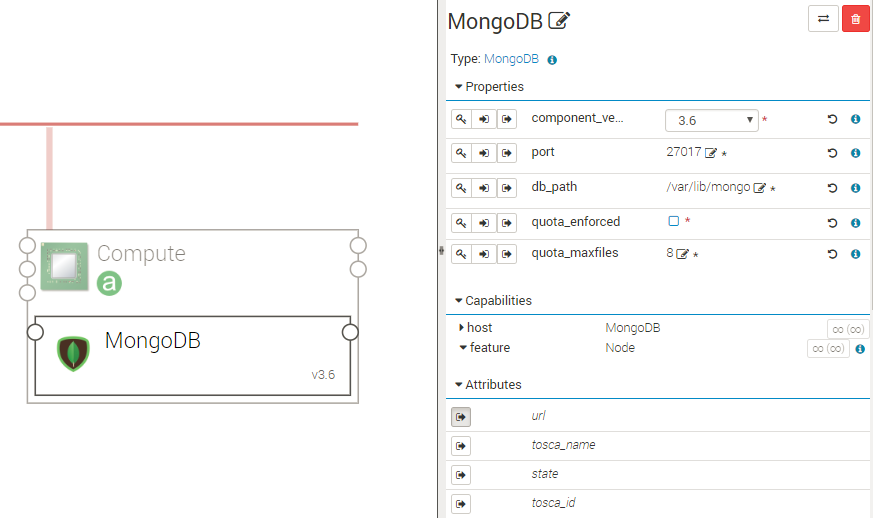 MongoDB
Type: MongoDB
Properties
component_ve... 3.6 *
port 27017 *
db_path /var/lib/mongo *
quota_enforced *
quota_maxfiles 8 *
Capabilities
host MongoDB ∞ (∞)
feature Node ∞ (∞)
Attributes
url
tosca_name
state
tosca_id
Compute
a
MongoDB
v3.6